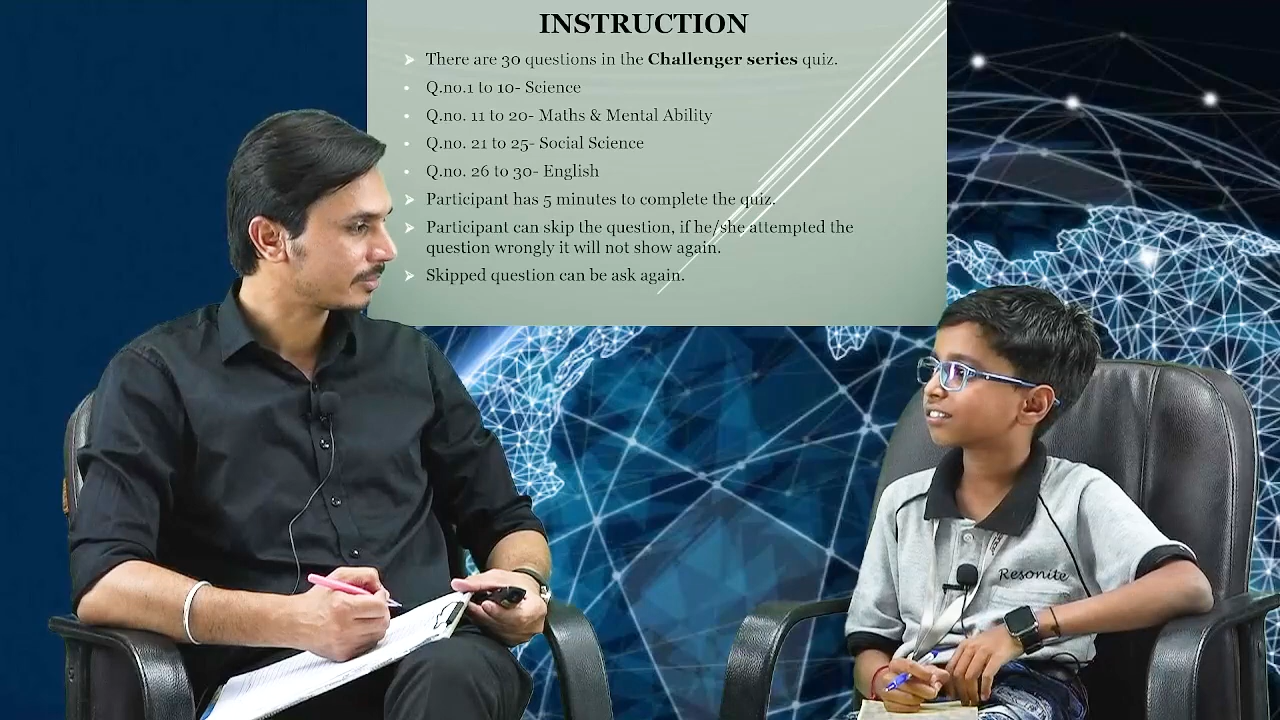 INSTRUCTION
There are 30 questions in the Challenger series quiz.
Q.no.1 to 10- Science
Q.no. 11 to 20- Maths & Mental Ability
Q.no. 21 to 25- Social Science
Q.no. 26 to 30- English
Participant has 5 minutes to complete the quiz.
Participant can skip the question, if he/she attempted the
question wrongly it will not show again.
Skipped question can be ask again.
Resonite